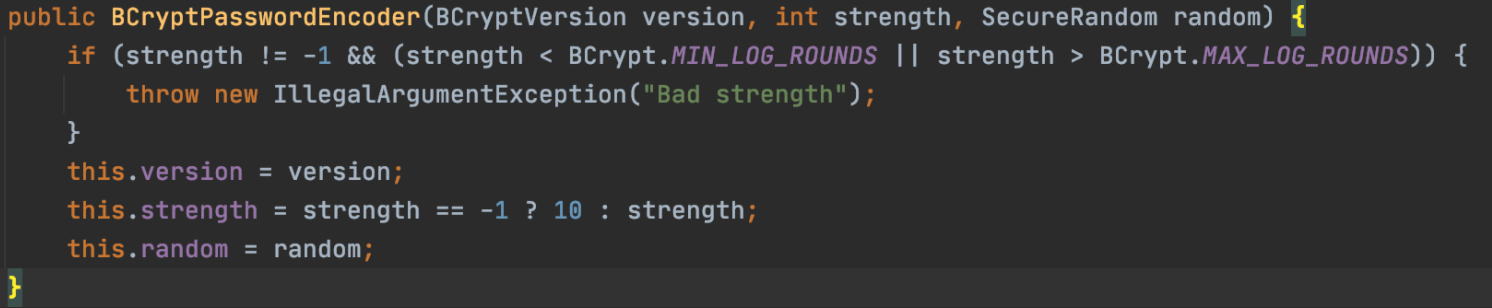 public BCryptPasswordEncoder(BCryptVersion version, int strength, SecureRandom random) {
if (strength != -1 && (strength < BCrypt.MIN_LOG_ROUNDS || strength > BCrypt.MAX_LOG_ROUNDS)) {
throw new IllegalArgumentException("Bad strength");
}
this.version = version;
this.strength = strength == -1 ? 10 : strength;
this.random = random;
}